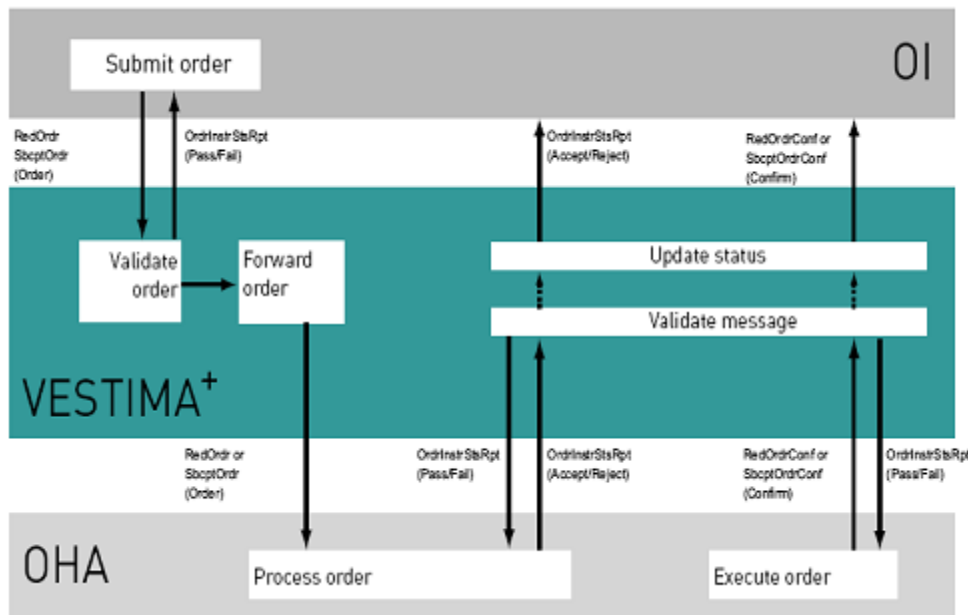 Submit order
OI
RedOrdr
SbcptOrdr
(Order)
OrdrInstrStsRpt
(Pass/Fail)
OrdrInstrStsRpt
(Accept/Reject)
RedOrdrConf or
SbcptOrdrConf
(Confirm)
Validate
order
Forward
order
Update status
Validate message
VESTIMA+
RedOrdr or
SbcptOrdr
(Order)
OrdrInstrStsRpt
(Pass/Fail)
OrdrInstrStsRpt
(Accept/Reject)
RedOrdrConf or
SbcptOrdrConf
(Confirm)
OrdrInstrStsRpt
(Pass/Fail)
OHA
Process order
Execute order